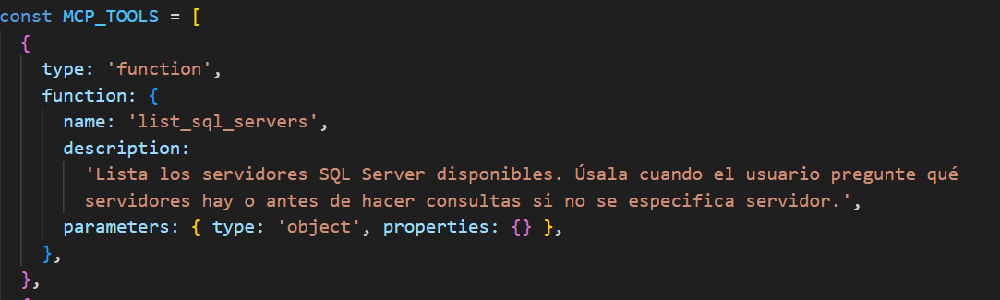 const MCP_TOOLS = [
  {
    type: 'function',
    function: {
      name: 'list_sql_servers',
      description:
        'Lista los servidores SQL Server disponibles. Úsala cuando el usuario pregunte qué
        servidores hay o antes de hacer consultas si no se especifica servidor.',
      parameters: { type: 'object', properties: {} },
    },
  },